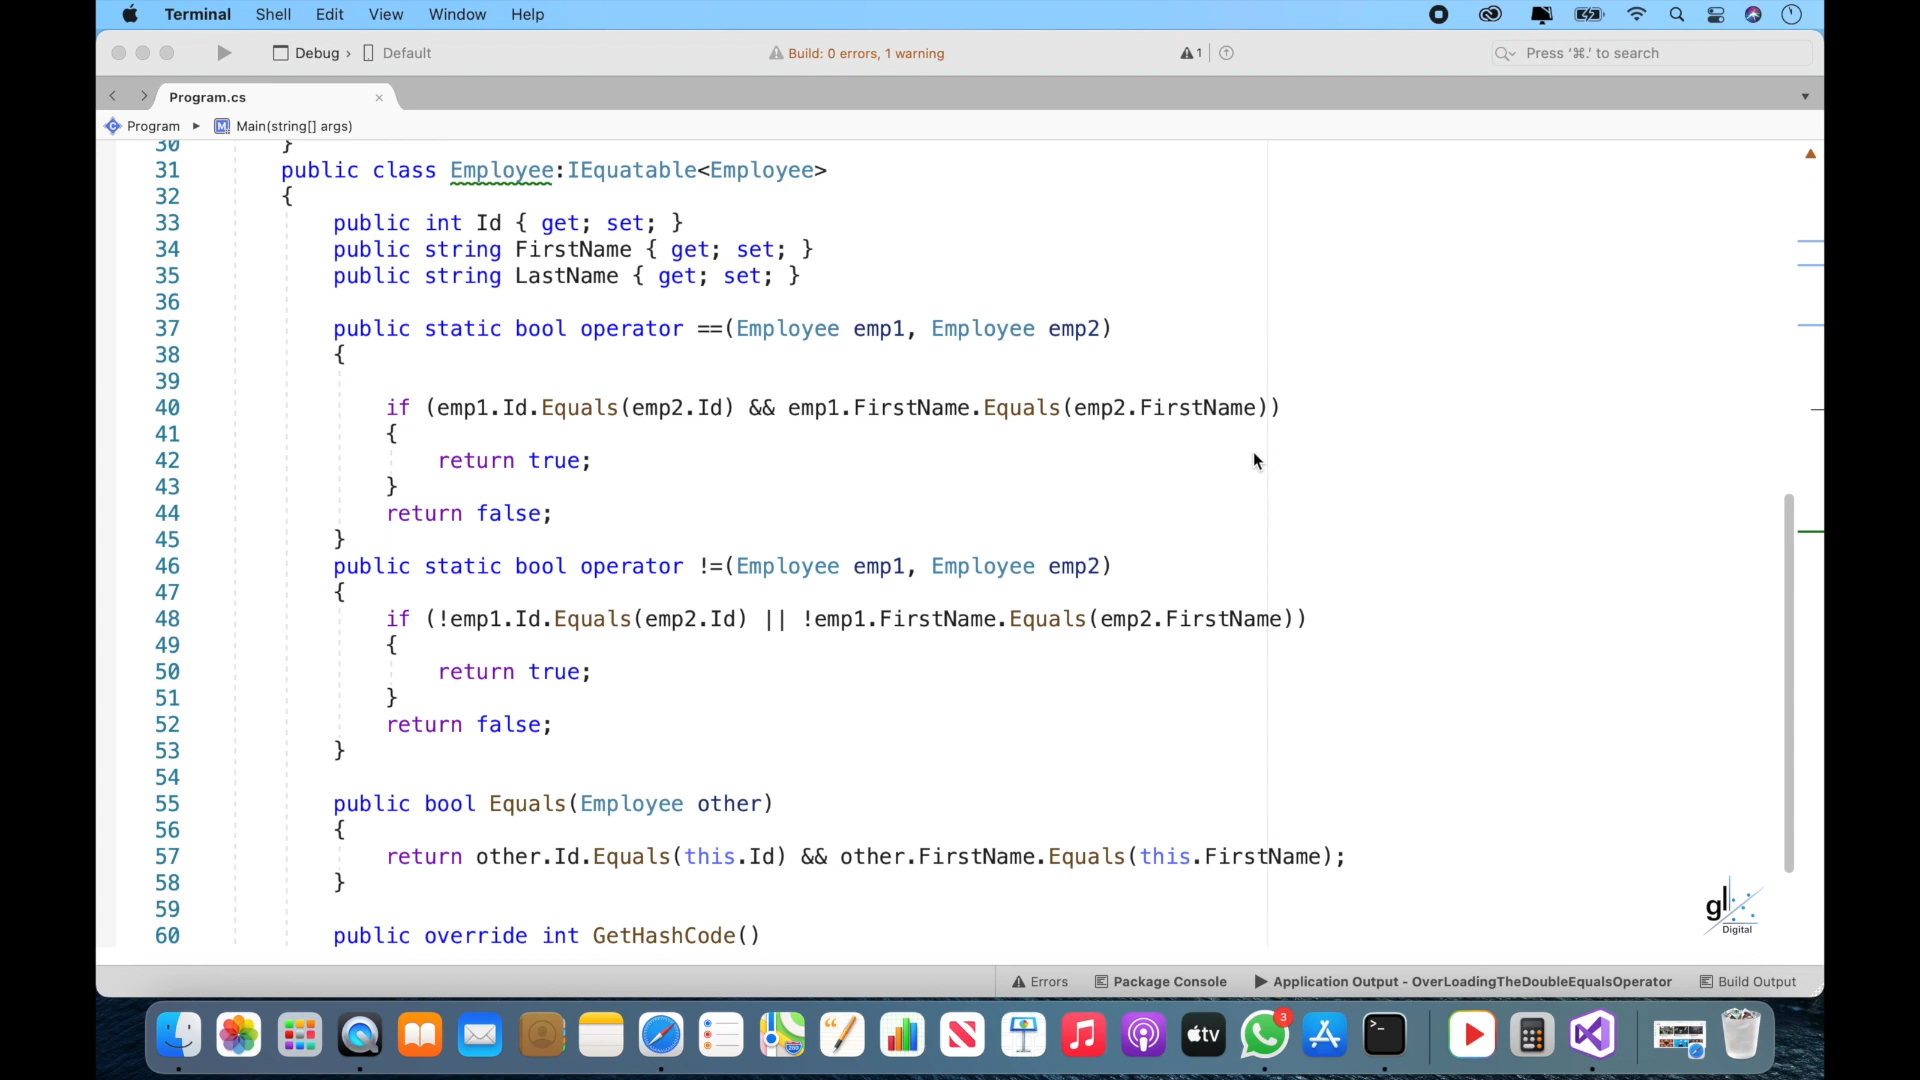 Terminal Shell Edit View Window Help
Debug › Default Build: 0 errors, 1 warning 1 Press '⌘.' to search
Program.cs
Program Main(string[] args)
30 }
31 public class Employee:IEquatable<Employee>
32 {
33 public int Id { get; set; }
34 public string FirstName { get; set; }
35 public string LastName { get; set; }
36
37 public static bool operator ==(Employee emp1, Employee emp2)
38 {
39
40 if (emp1.Id.Equals(emp2.Id) && emp1.FirstName.Equals(emp2.FirstName))
41 {
42 return true;
43 }
44 return false;
45 }
46 public static bool operator !=(Employee emp1, Employee emp2)
47 {
48 if (!emp1.Id.Equals(emp2.Id) || !emp1.FirstName.Equals(emp2.FirstName))
49 {
50 return true;
51 }
52 return false;
53 }
54
55 public bool Equals(Employee other)
56 {
57 return other.Id.Equals(this.Id) && other.FirstName.Equals(this.FirstName);
58 }
59
60 public override int GetHashCode()
gl
Digital
Errors Package Console Application Output - OverLoadingTheDoubleEqualsOperator Build Output
tv 3 >_